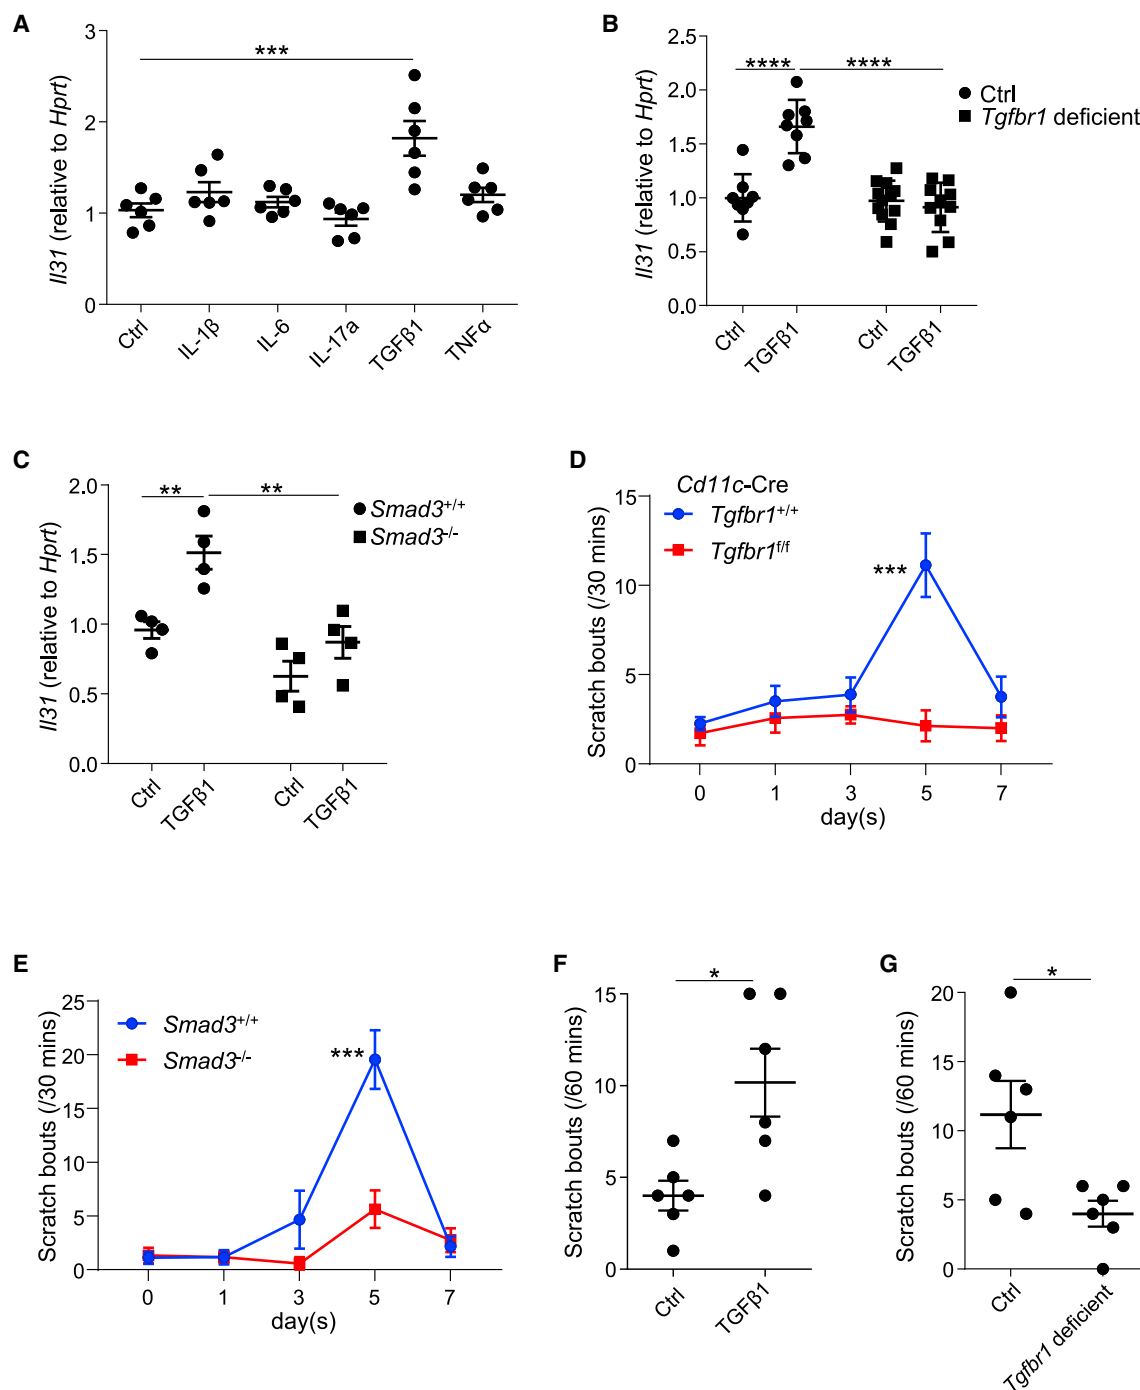 A
Il31 (relative to Hprt)
3
2
1
0
***
Ctrl
IL-1β
IL-6
IL-17a
TGFβ1
TNFα
B
Il31 (relative to Hprt)
2.5
2.0
1.5
1.0
0.5
0.0
**** ****
Ctrl
Tgfbr1 deficient
Ctrl
TGFβ1
Ctrl
TGFβ1
C
Il31 (relative to Hprt)
2.0
1.5
1.0
0.5
0.0
** **
Smad3+/+
Smad3-/-
Ctrl
TGFβ1
Ctrl
TGFβ1
D
Cd11c-Cre
Tgfbr1+/+
Tgfbr1f/f
Scratch bouts (/30 mins)
15
10
5
0
***
0 1 3 5 7
day(s)
E
Smad3+/+
Smad3-/-
Scratch bouts (/30 mins)
25
20
15
10
5
0
***
0 1 3 5 7
day(s)
F
Scratch bouts (/60 mins)
15
10
5
0
*
Ctrl
TGFβ1
G
Scratch bouts (/60 mins)
20
15
10
5
0
*
Ctrl
Tgfbr1 deficient